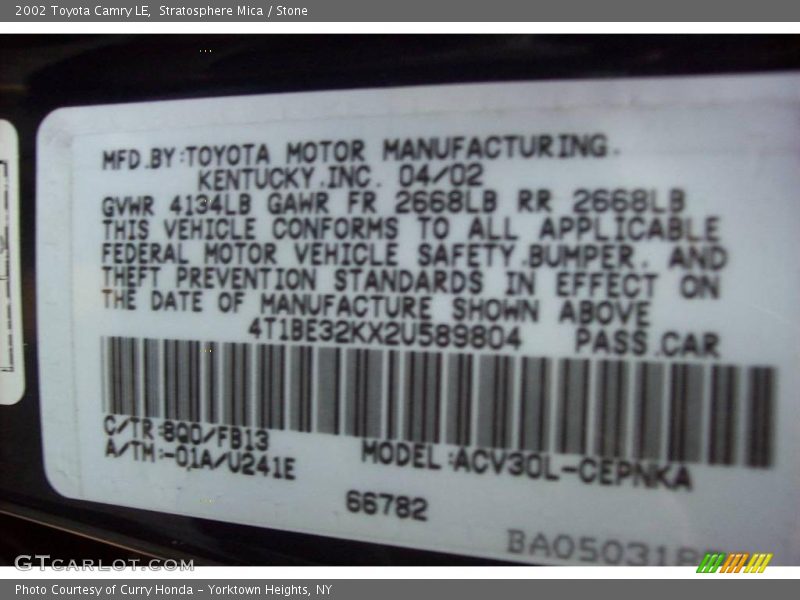 2002 Toyota Camry LE, Stratosphere Mica / Stone
MFD.BY:TOYOTA MOTOR MANUFACTURING.
KENTUCKY.INC. 04/02
GVWR 4134LB GAWR FR 2668LB RR 2668LB
THIS VEHICLE CONFORMS TO ALL APPLICABLE
FEDERAL MOTOR VEHICLE SAFETY.BUMPER. AND
THEFT PREVENTION STANDARDS IN EFFECT ON
THE DATE OF MANUFACTURE SHOWN ABOVE
4T1BE32KX2U589804 PASS.CAR
C/TR:8Q0/FB13
A/TM:-01A/U241E
MODEL:ACV30L-CEPNKA
66782
GTCARLOT.COM
Photo Courtesy of Curry Honda - Yorktown Heights, NY